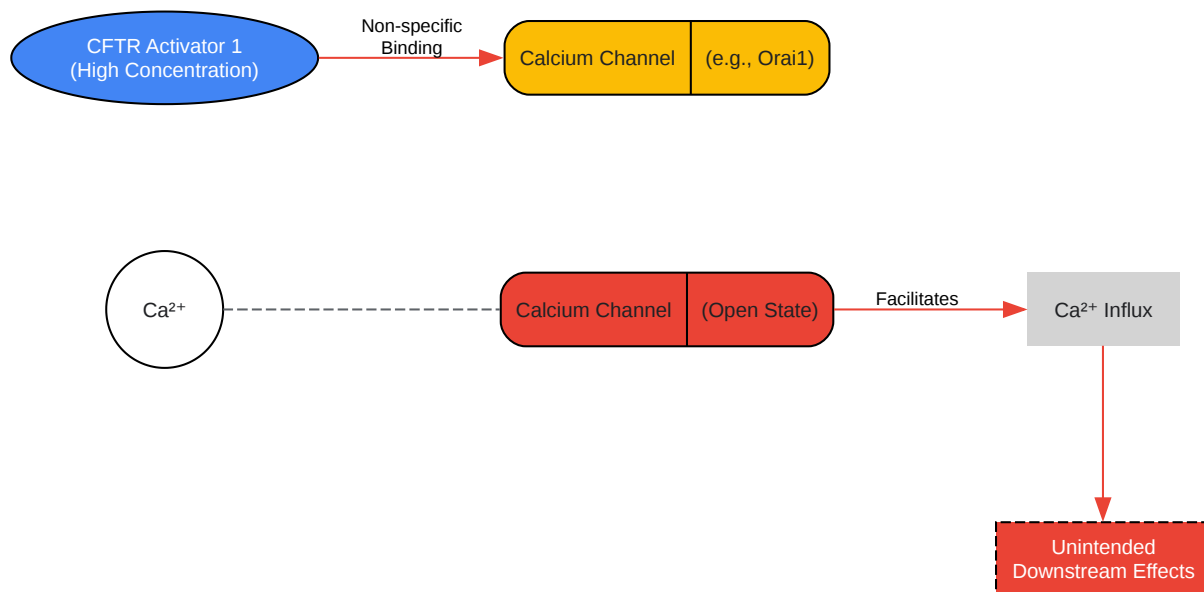 CFTR Activator 1
(High Concentration)
Non-specific
Binding
Calcium Channel
(e.g., Orai1)
Ca²⁺
Calcium Channel
(Open State)
Facilitates
Ca²⁺ Influx
Unintended
Downstream Effects